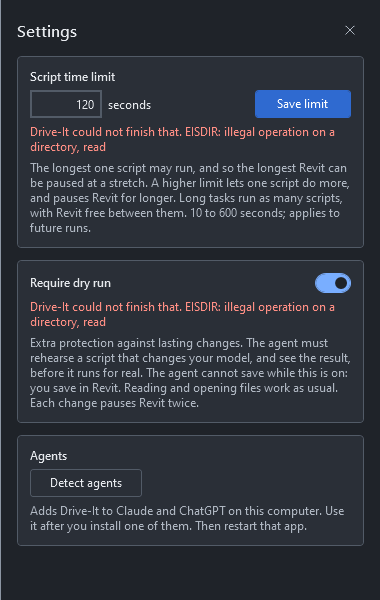 Settings
Script time limit
120 seconds Save limit
Drive-It could not finish that. EISDIR: illegal operation on a
directory, read
The longest one script may run, and so the longest Revit can
be paused at a stretch. A higher limit lets one script do more,
and pauses Revit for longer. Long tasks run as many scripts,
with Revit free between them. 10 to 600 seconds; applies to
future runs.
Require dry run
Drive-It could not finish that. EISDIR: illegal operation on a
directory, read
Extra protection against lasting changes. The agent must
rehearse a script that changes your model, and see the result,
before it runs for real. The agent cannot save while this is on:
you save in Revit. Reading and opening files work as usual.
Each change pauses Revit twice.
Agents
Detect agents
Adds Drive-It to Claude and ChatGPT on this computer. Use
it after you install one of them. Then restart that app.